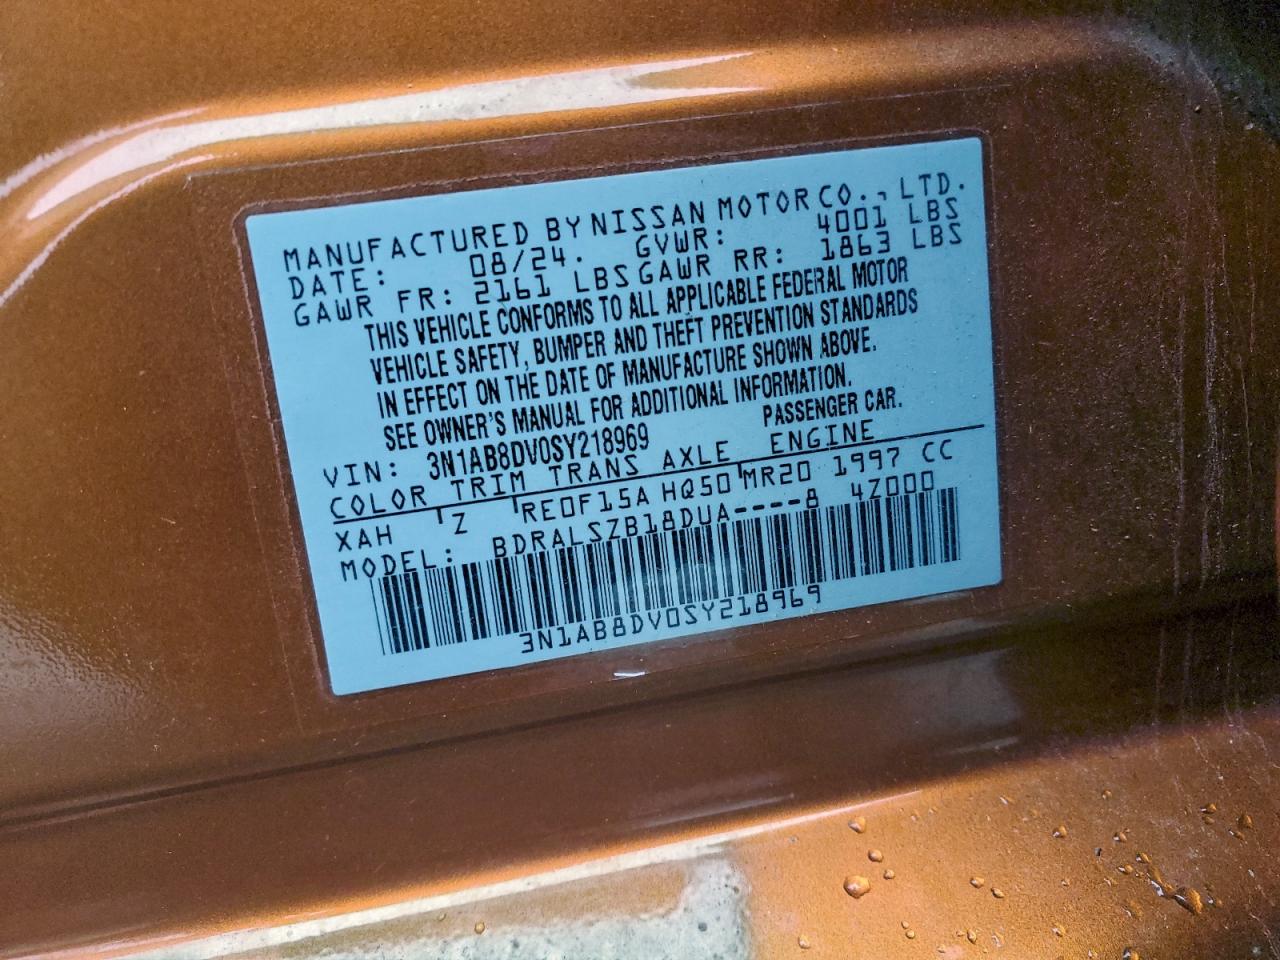 MANUFACTURED BY NISSAN MOTOR CO., LTD.
DATE: 08/24. GVWR: 4001 LBS
GAWR FR: 2161 LBS GAWR RR: 1863 LBS
THIS VEHICLE CONFORMS TO ALL APPLICABLE FEDERAL MOTOR
VEHICLE SAFETY, BUMPER AND THEFT PREVENTION STANDARDS
IN EFFECT ON THE DATE OF MANUFACTURE SHOWN ABOVE.
SEE OWNER'S MANUAL FOR ADDITIONAL INFORMATION.
VIN: 3N1AB8DV0SY218969 PASSENGER CAR.
COLOR TRIM TRANS AXLE ENGINE
XAH Z RE0F15A HQ50 MR20 1997 CC
MODEL: BDRALSZB18DUA----8 4Z000
3N1AB8DV0SY218969